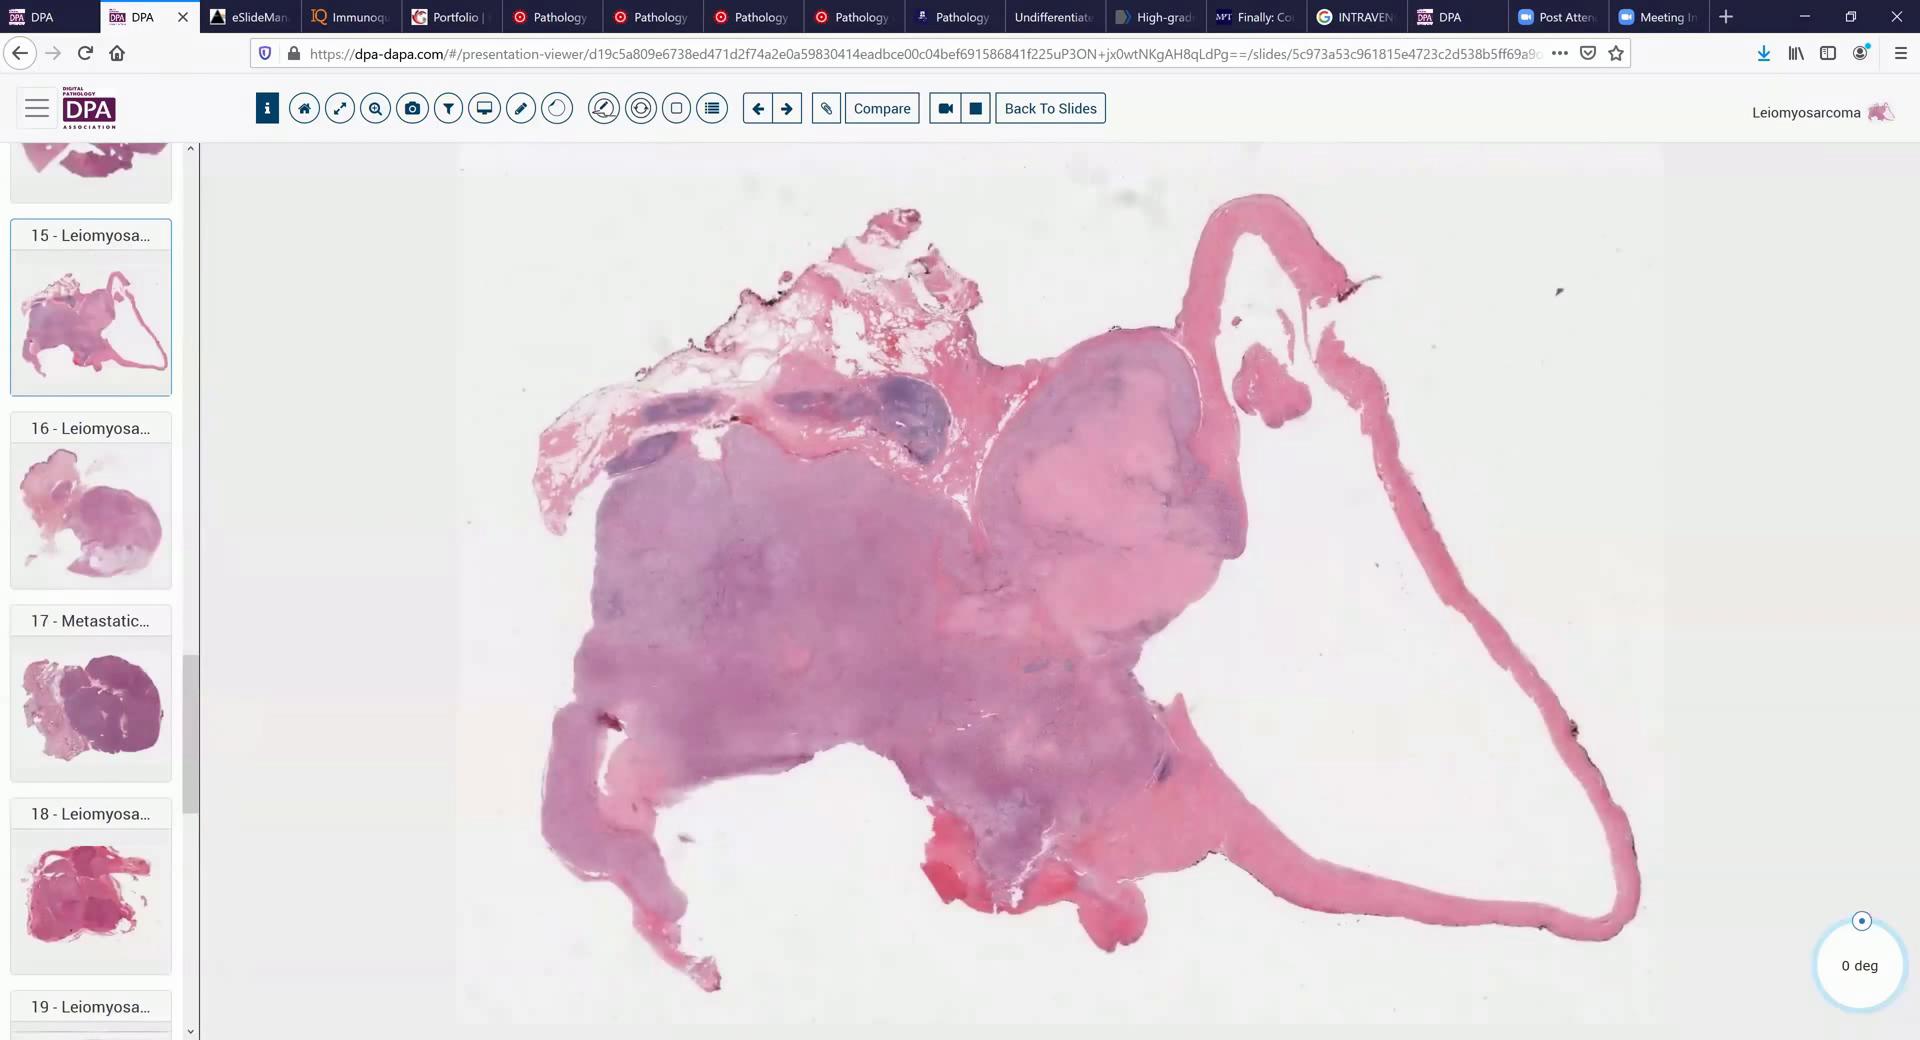 DPA
DPA
eSlideMan
Immunoqu
Portfolio |
Pathology
Pathology
Pathology
Pathology
Pathology
Undifferentiate
High-grad
Finally: Co
INTRAVEN
DPA
Post Atten
Meeting In
https://dpa-dapa.com/#/presentation-viewer/d19c5a809e6738ed471d2f74a2e0a59830414eadbce00c04bef691586841f225uP3ON+jx0wtNKgAH8qLdPg==/slides/5c973a53c961815e4723c2d538b5ff69a9
DIGITAL
PATHOLOGY
DPA
ASSOCIATION
Compare
Back To Slides
Leiomyosarcoma
15 - Leiomyosa...
16 - Leiomyosa...
17 - Metastatic...
18 - Leiomyosa...
19 - Leiomyosa...
0 deg